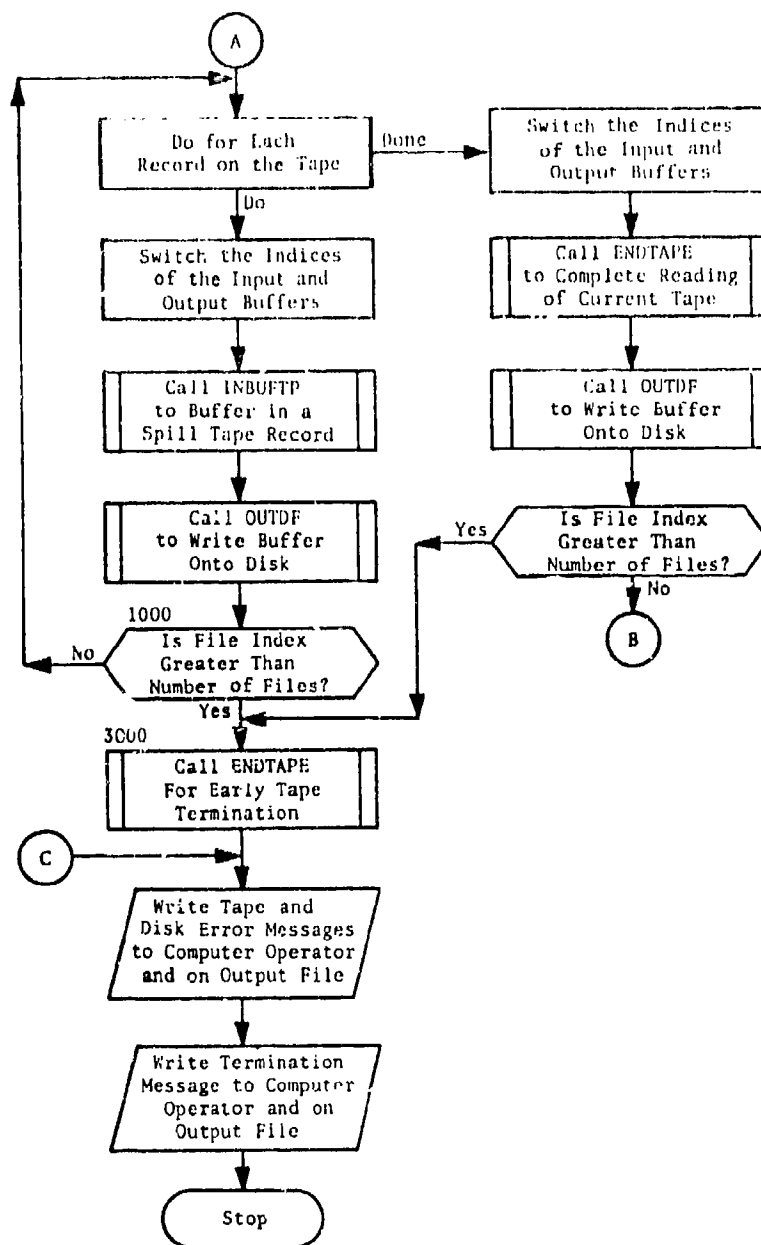 A
Do for Each
Record on the Tape
Done
Switch the Indices
of the Input and
Output Buffers
Do
Switch the Indices
of the Input and
Output Buffers
Call ENDTAPE
to Complete Reading
of Current Tape
Call INBUFTP
to Buffer in a
Spill Tape Record
Call OUTDF
to Write Buffer
Onto Disk
Call OUTDF
to Write Buffer
Onto Disk
Yes
Is File Index
Greater Than
Number of Files?
No
B
1000
Is File Index
Greater Than
Number of Files?
No
Yes
3000
Call ENDTAPE
For Early Tape
Termination
C
Write Tape and
Disk Error Messages
to Computer Operator
and on Output File
Write Termination
Message to Computer
Operator and on
Output File
Stop